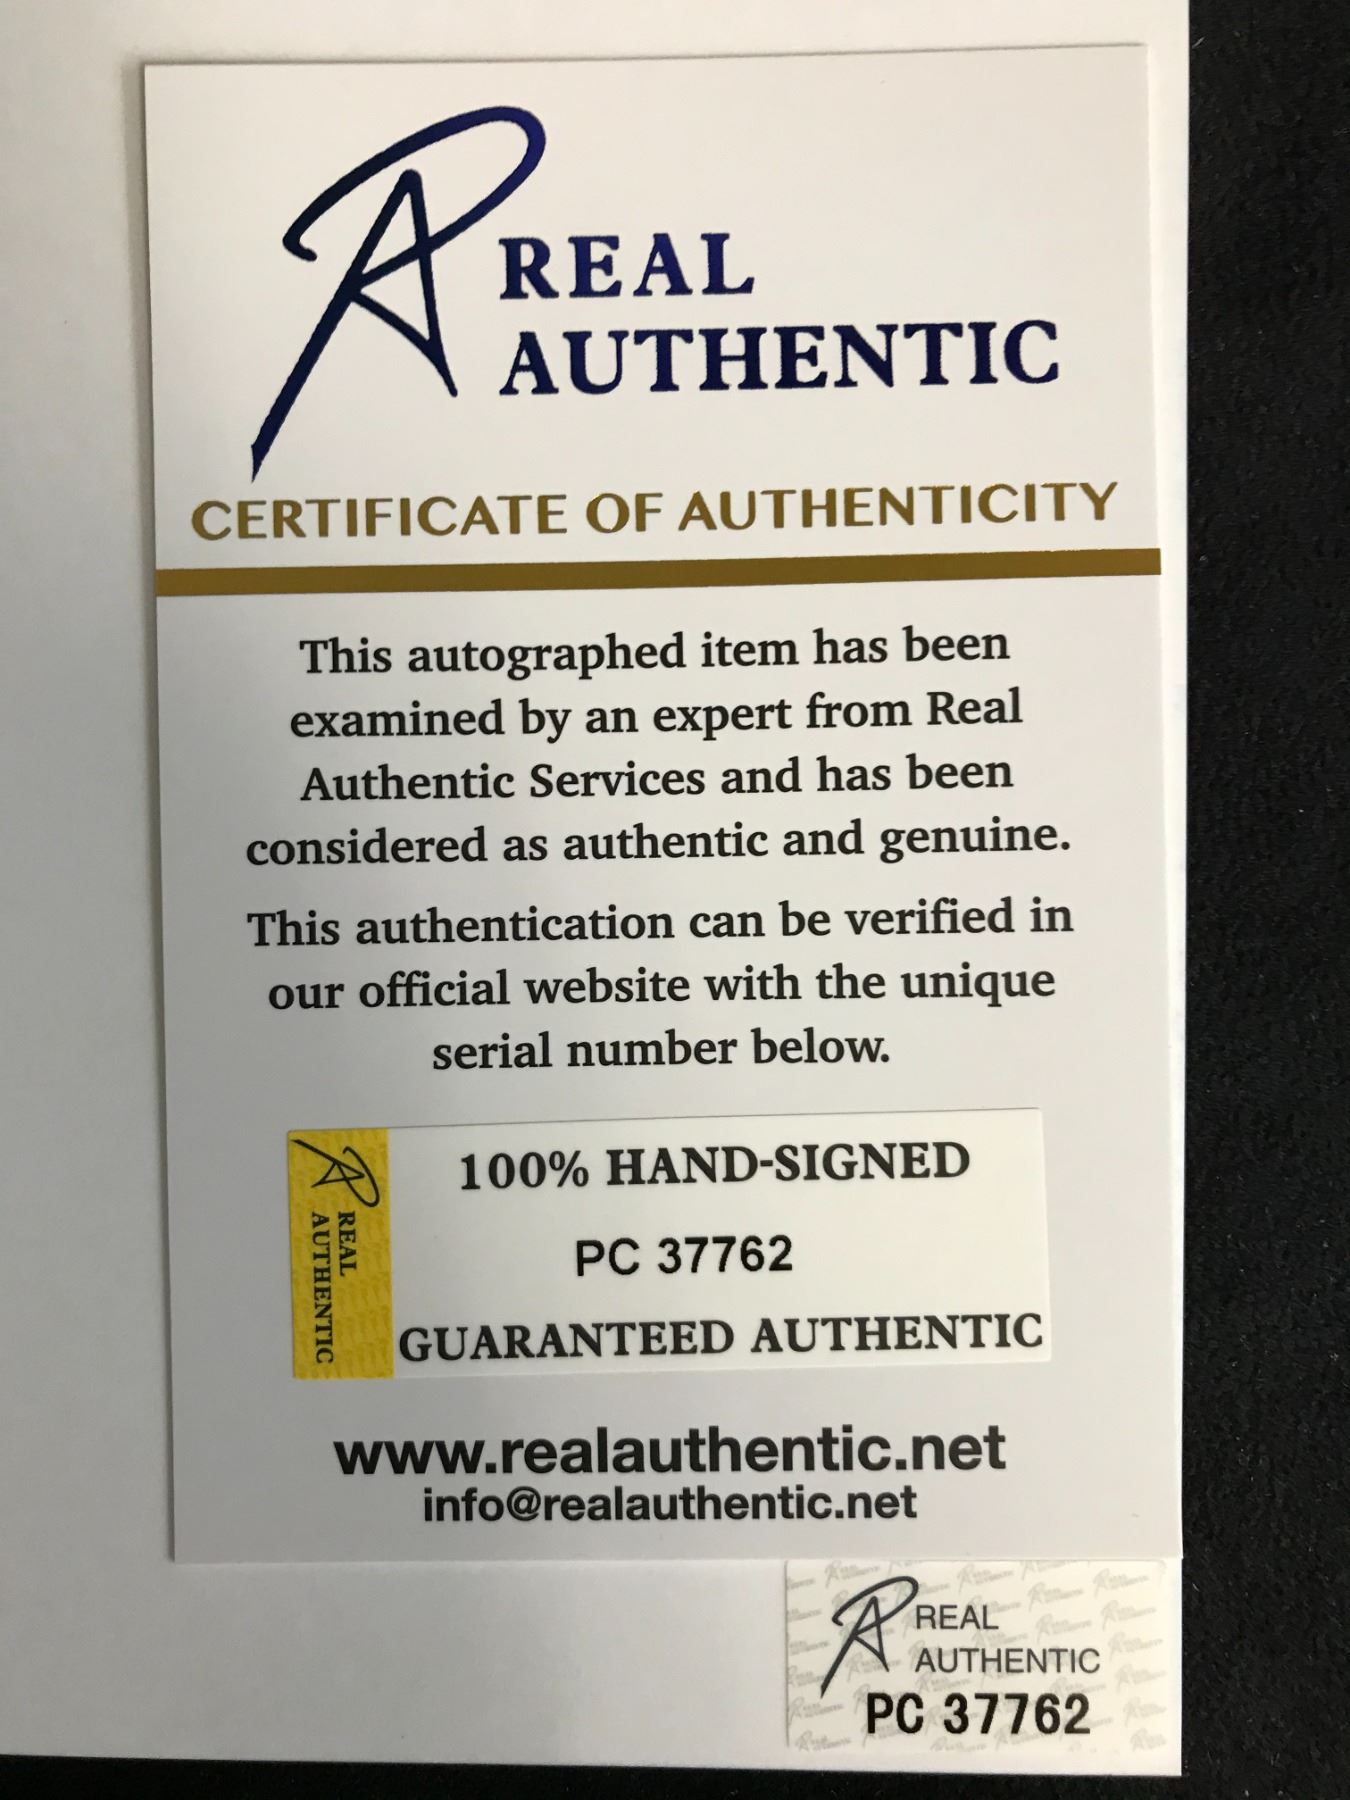 REAL
AUTHENTIC
CERTIFICATE OF AUTHENTICITY
This autographed item has been
examined by an expert from Real
Authentic Services and has been
considered as authentic and genuine.
This authentication can be verified in
our official website with the unique
serial number below.
REAL
AUTHENTIC
100% HAND-SIGNED
PC 37762
GUARANTEED AUTHENTIC
www.realauthentic.net
info@realauthentic.net
REAL
AUTHENTIC
PC 37762